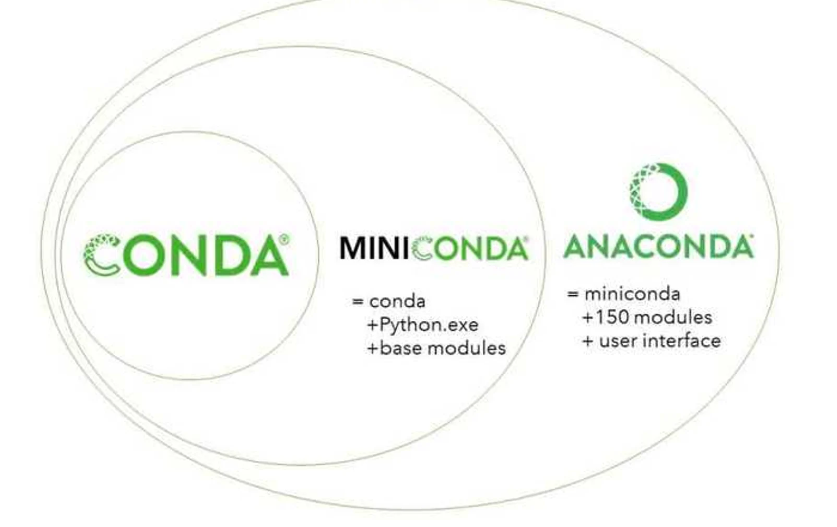 CONDA®
MINICONDA
= conda
+Python.exe
+base modules
ANACONDA
= miniconda
+150 modules
+ user interface